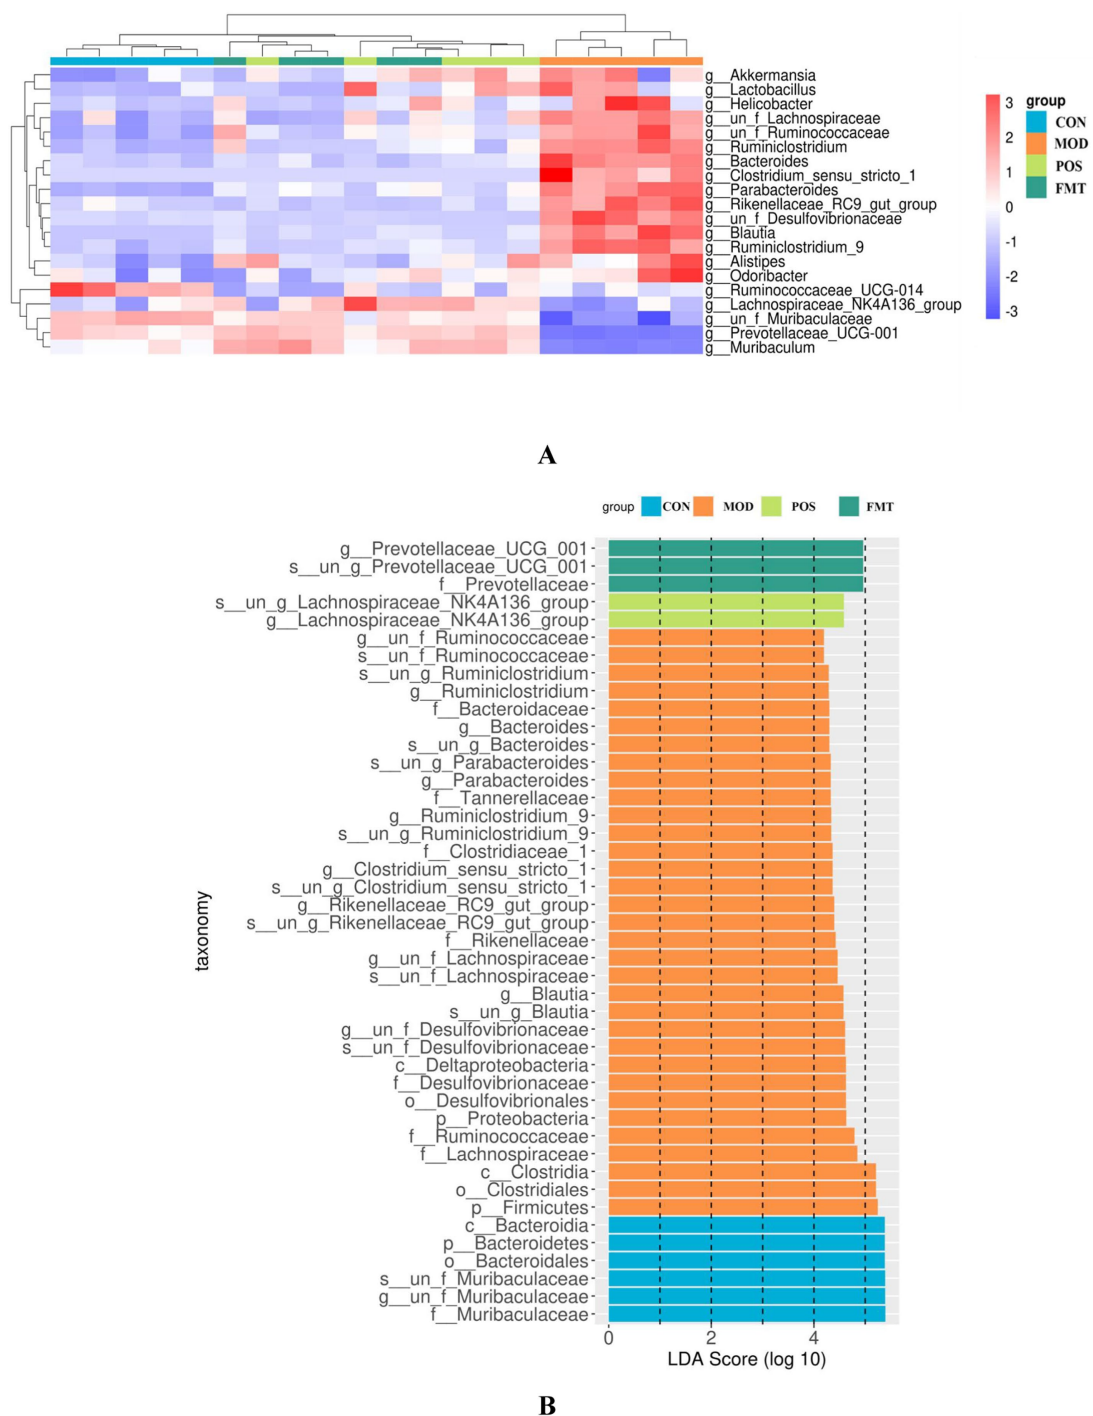 g__Akkermansia
g__Lactobacillus
g__Helicobacter
g__un_f_Lachnospiraceae
g__un_f_Ruminococcaceae
g__Ruminiclostridium
g__Bacteroides
g__Clostridium_sensu_stricto_1
g__Parabacteroides
g__Rikenellaceae_RC9_gut_group
g__un_f_Desulfovibrionaceae
g__Blautia
g__Ruminiclostridium_9
g__Alistipes
g__Odoribacter
g__Ruminococcaceae_UCG-014
g__Lachnospiraceae_NK4A136_group
g__un_f_Muribaculaceae
g__Prevotellaceae_UCG-001
g__Muribaculum
3
2
1
0
-1
-2
-3
group
CON
MOD
POS
FMT
A
group CON MOD POS FMT
g__Prevotellaceae_UCG_001
s__un_g_Prevotellaceae_UCG_001
f__Prevotellaceae
s__un_g_Lachnospiraceae_NK4A136_group
g__Lachnospiraceae_NK4A136_group
g__un_f_Ruminococcaceae
s__un_f_Ruminococcaceae
s__un_g_Ruminiclostridium
g__Ruminiclostridium
f__Bacteroidaceae
g__Bacteroides
s__un_g_Bacteroides
s__un_g_Parabacteroides
g__Parabacteroides
f__Tannerellaceae
g__Ruminiclostridium_9
s__un_g_Ruminiclostridium_9
f__Clostridiaceae_1
g__Clostridium_sensu_stricto_1
s__un_g_Clostridium_sensu_stricto_1
g__Rikenellaceae_RC9_gut_group
s__un_g_Rikenellaceae_RC9_gut_group
f__Rikenellaceae
g__un_f_Lachnospiraceae
s__un_f_Lachnospiraceae
g__Blautia
s__un_g_Blautia
g__un_f_Desulfovibrionaceae
s__un_f_Desulfovibrionaceae
c__Deltaproteobacteria
f__Desulfovibrionaceae
o__Desulfovibrionales
p__Proteobacteria
f__Ruminococcaceae
f__Lachnospiraceae
c__Clostridia
o__Clostridiales
p__Firmicutes
c__Bacteroidia
p__Bacteroidetes
o__Bacteroidales
s__un_f_Muribaculaceae
g__un_f_Muribaculaceae
f__Muribaculaceae
taxonomy
0 2 4
LDA Score (log 10)
B